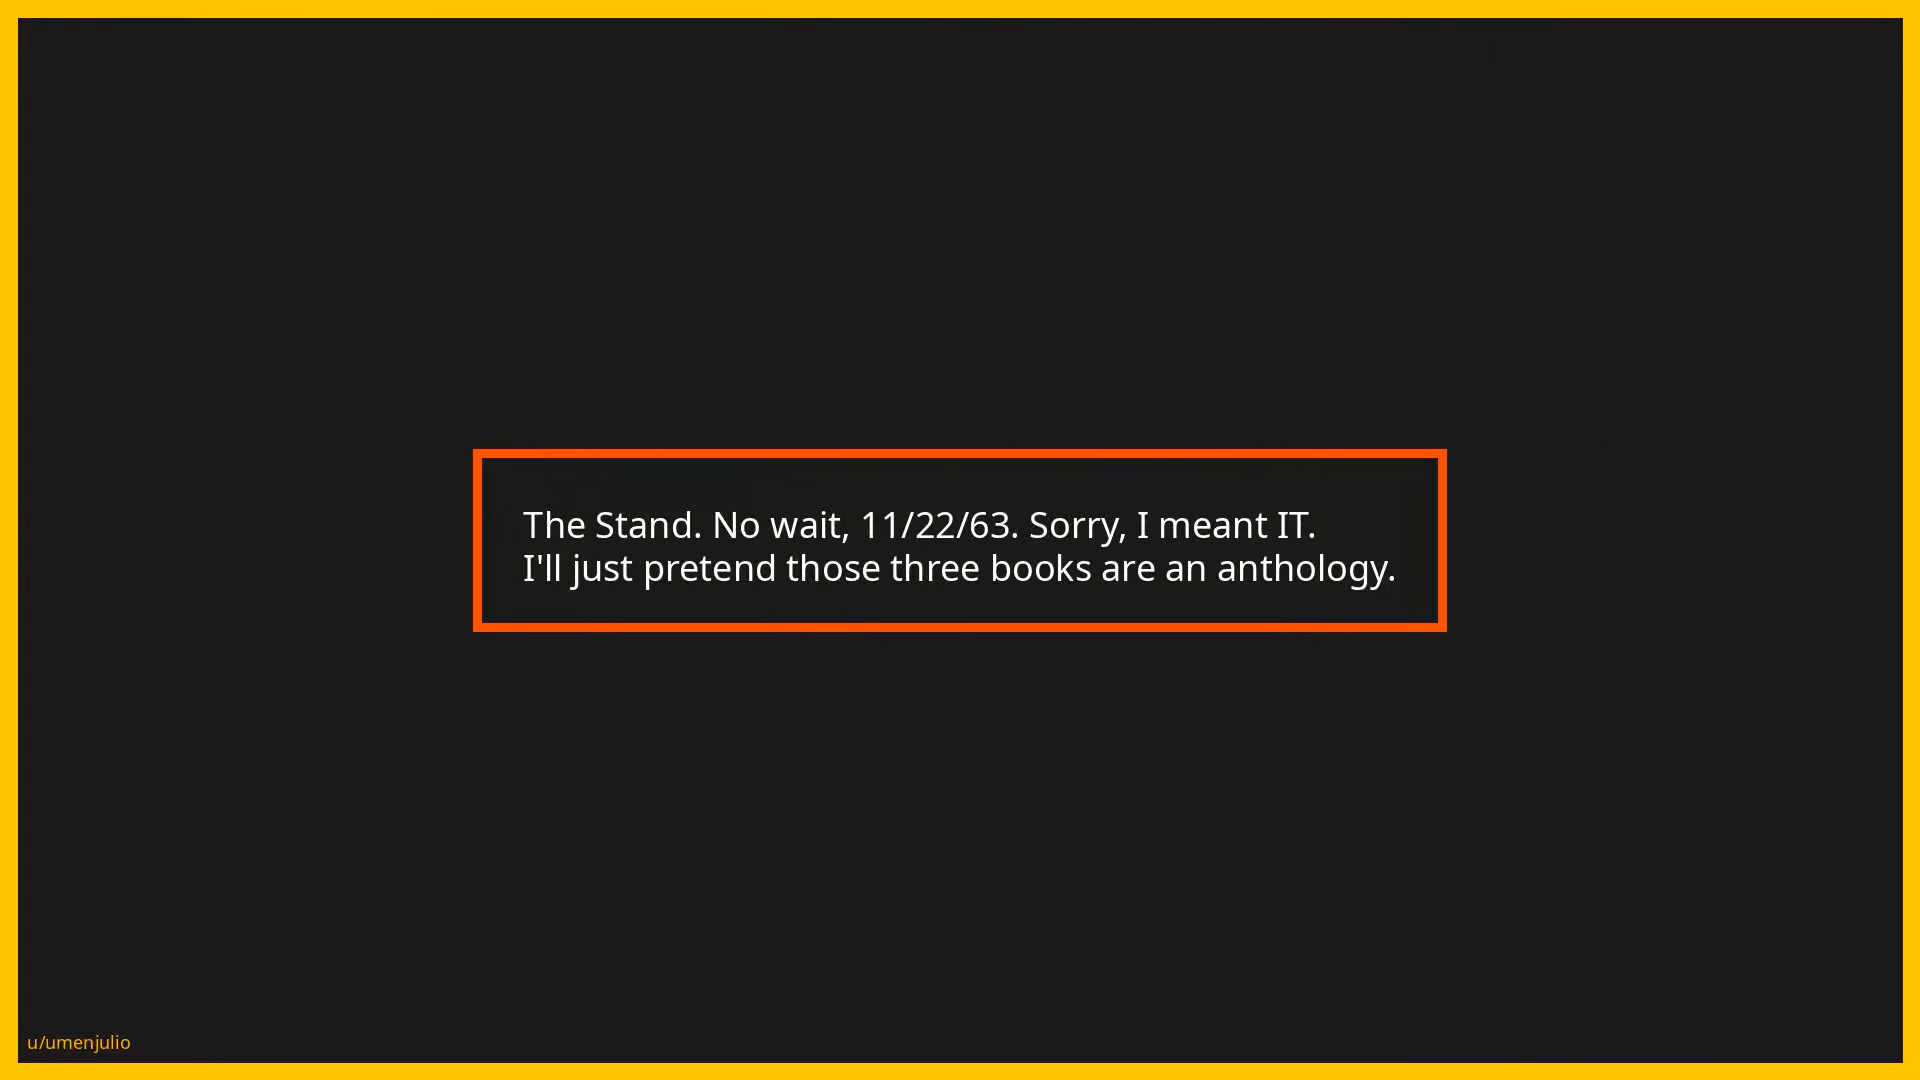 The Stand. No wait, 11/22/63. Sorry, I meant IT.
I'll just pretend those three books are an anthology.
u/umenjulio